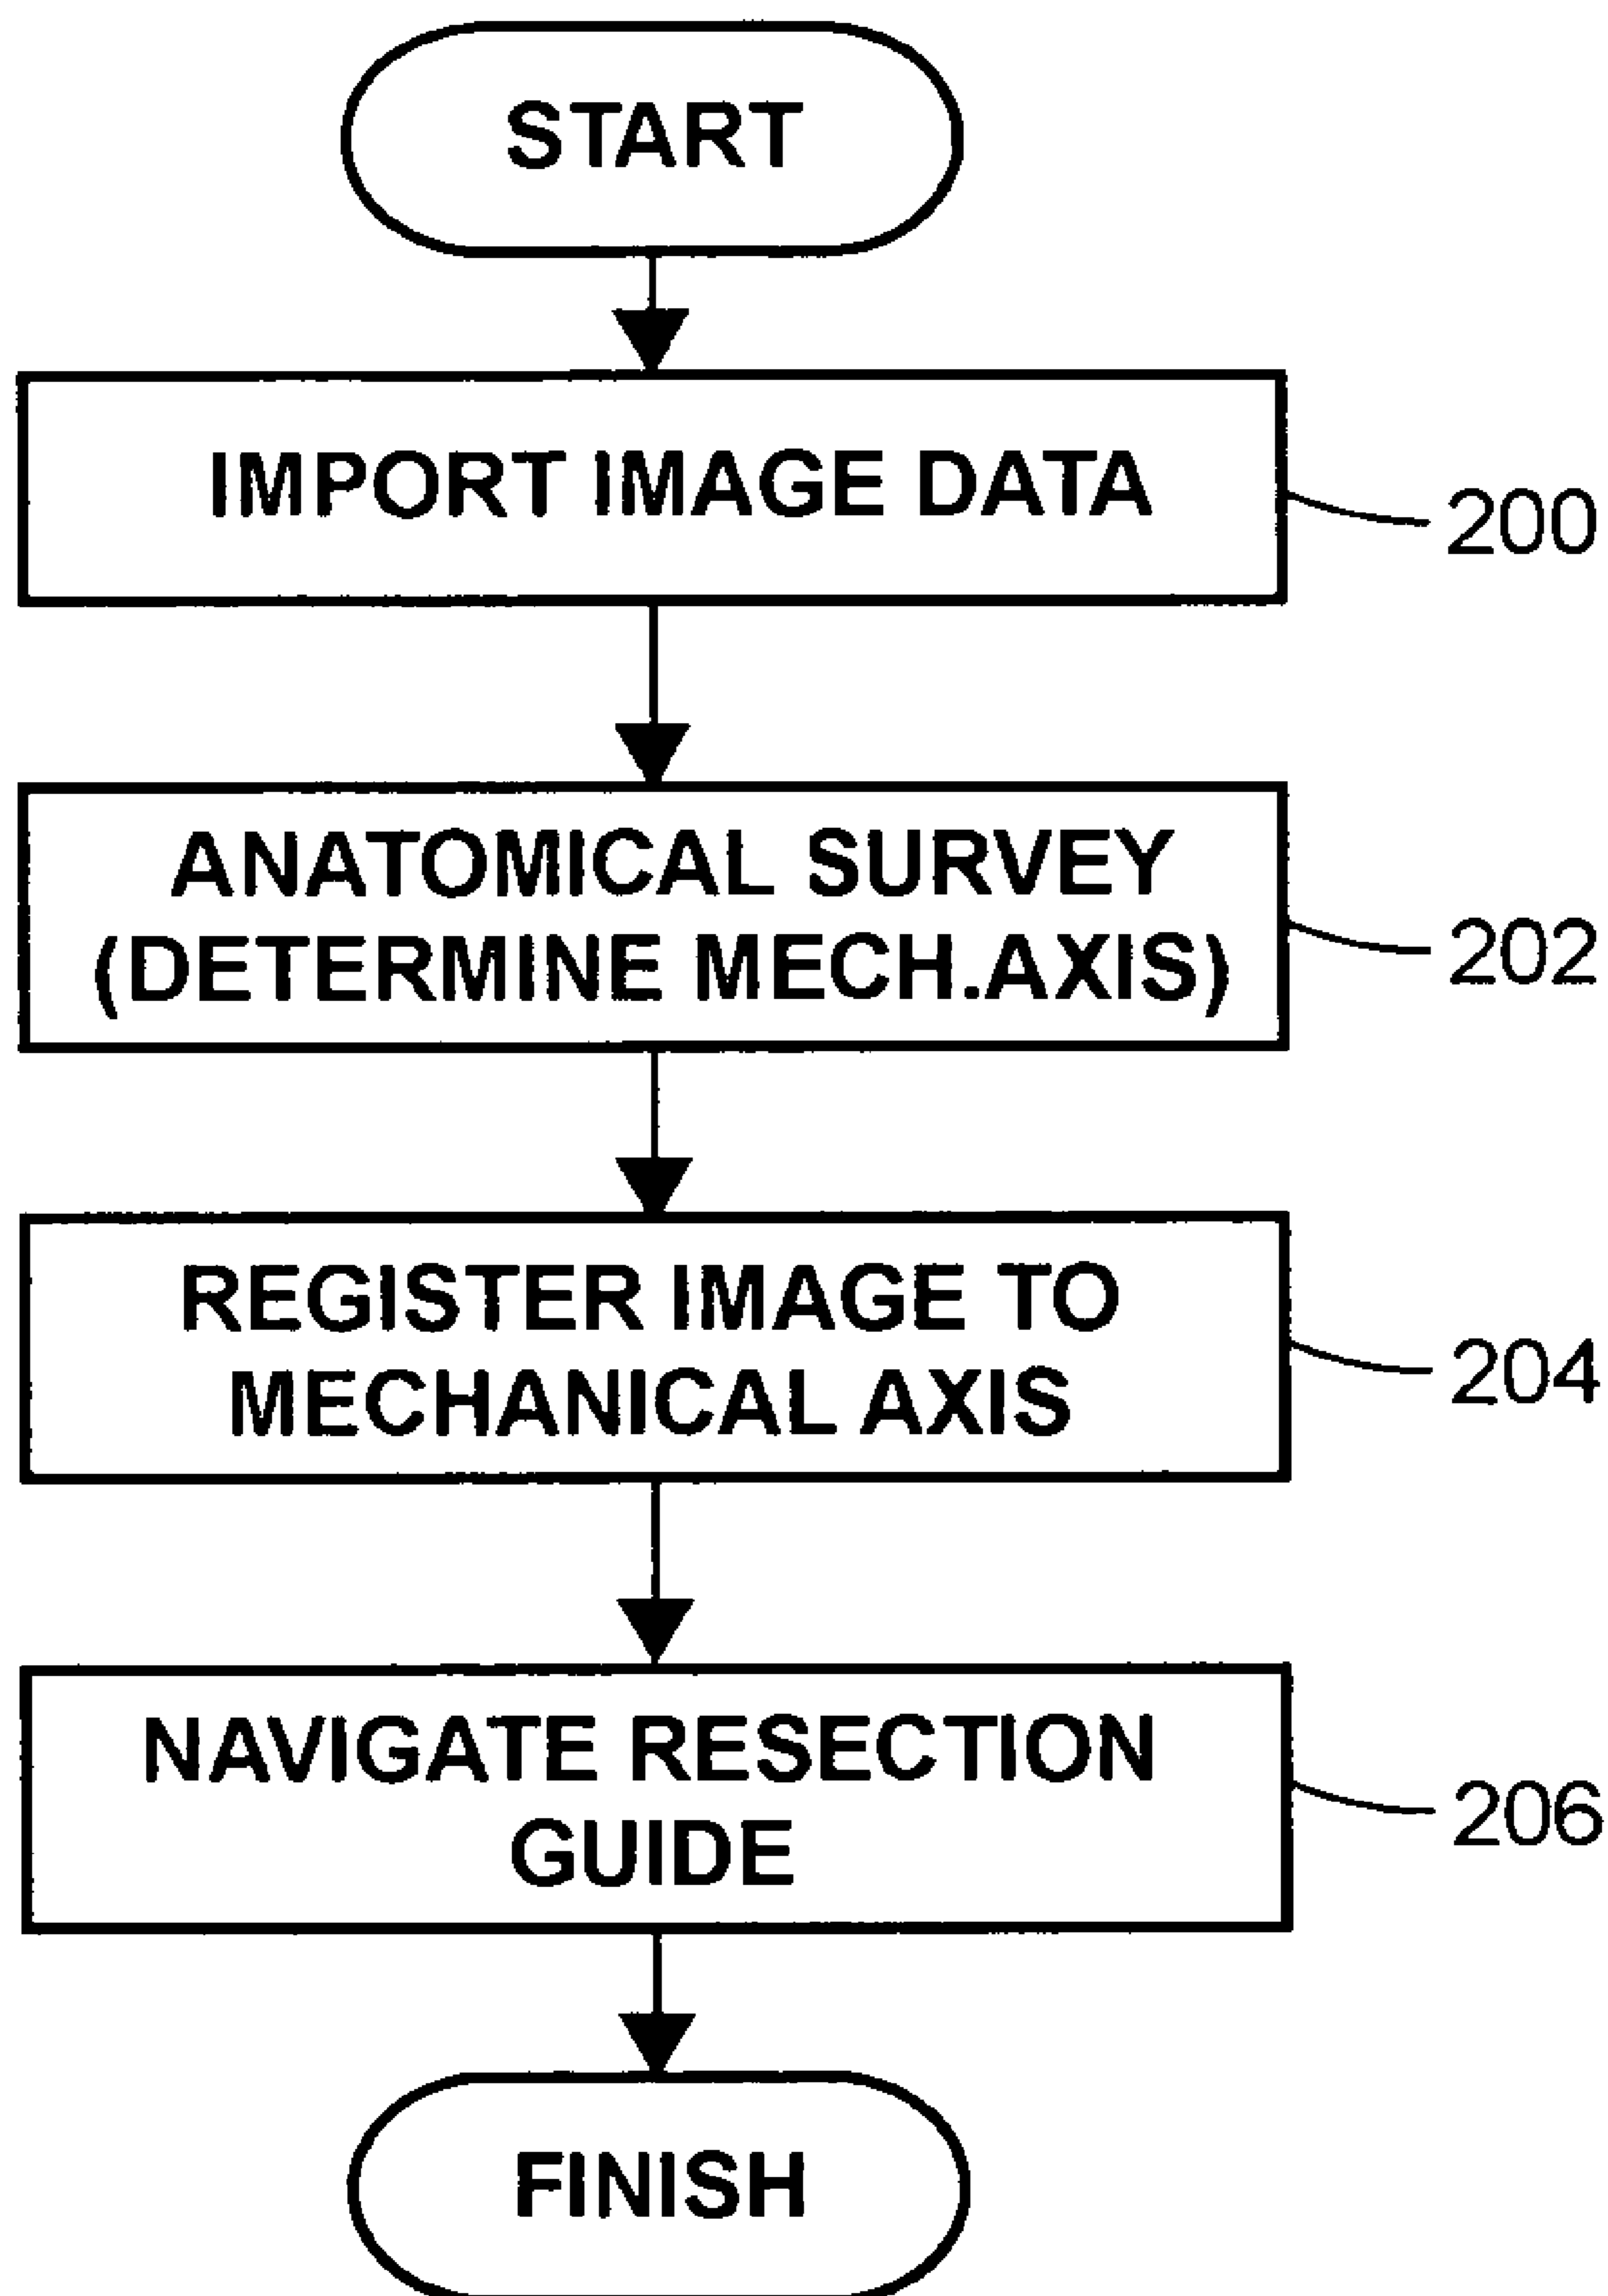 START
IMPORT IMAGE DATA
200
ANATOMICAL SURVEY
(DETERMINE MECH.AXIS)
202
REGISTER IMAGE TO
MECHANICAL AXIS
204
NAVIGATE RESECTION
GUIDE
206
FINISH